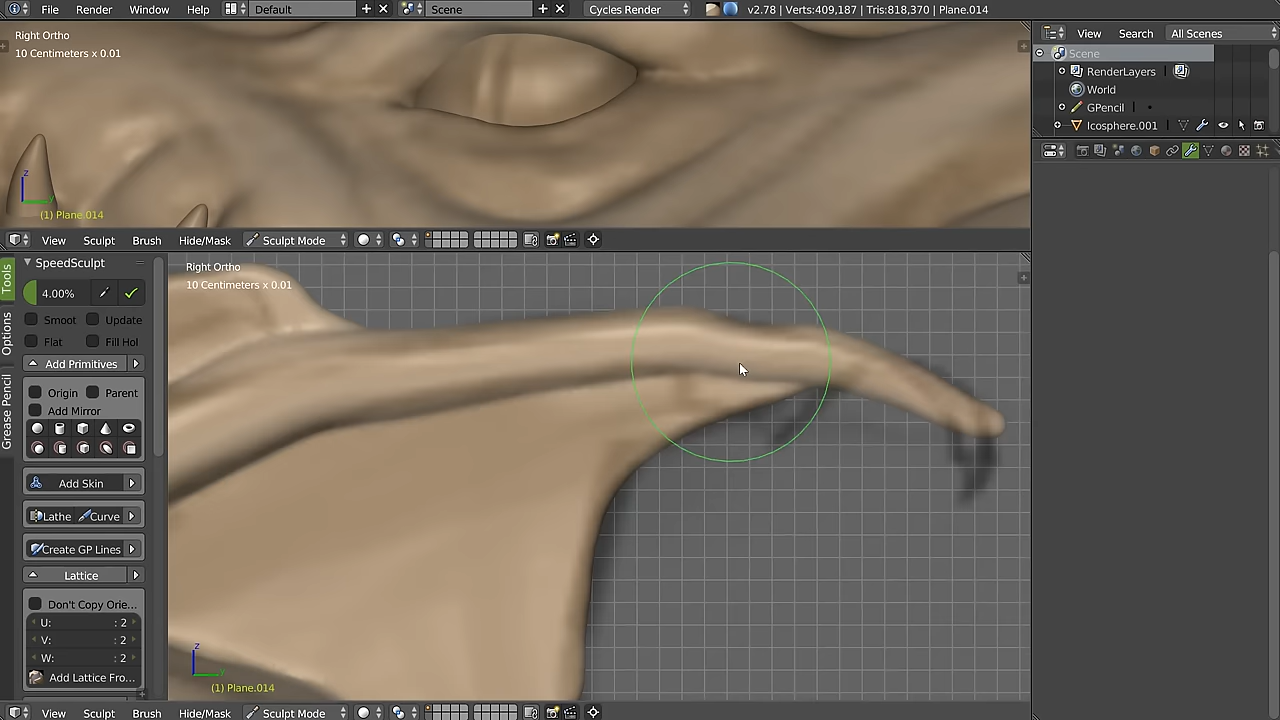 File Render Window Help Default Scene Cycles Render v2.78 | Verts:409,187 | Tris:818,370 | Plane.014
Right Ortho
10 Centimeters x 0.01
z
(1) Plane.014
View Sculpt Brush Hide/Mask Sculpt Mode
View Search All Scenes
Scene
RenderLayers
World
GPencil
Icosphere.001
Tools
Options
Grease Pencil
SpeedSculpt
4.00%
Smoot Update
Flat Fill Hol
Add Primitives
Origin Parent
Add Mirror
Add Skin
Lathe Curve
Create GP Lines
Lattice
Don't Copy Orie...
U: : 2
V: : 2
W: : 2
Add Lattice Fro...
Right Ortho
10 Centimeters x 0.01
z
(1) Plane.014
View Sculpt Brush Hide/Mask Sculpt Mode